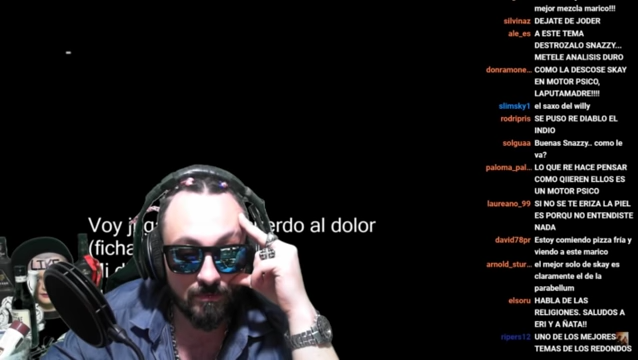 mejor mezcla marico!!!
silvinaz DEJATE DE JODER
ale_es A ESTE TEMA
DESTROZALO SNAZZY...
METELE ANALISIS DURO
donramone... COMO LA DESCOSE SKAY
EN MOTOR PSICO,
LAPUTAMADRE!!!!
slimsky1 el saxo del willy
rodripris SE PUSO RE DIABLO EL
INDIO
solguaa Buenas Snazzy.. como le
va?
paloma_pal... LO QUE RE HACE PENSAR
COMO QIIEREN ELLOS ES
UN MOTOR PSICO
laureano_99 SI NO SE TE ERIZA LA PIEL
ES PORQU NO ENTENDISTE
NADA
david78pr Estoy comiendo pizza fría y
viendo a este marico
arnold_stur... el mejor solo de skay es
claramente el de la
parabellum
elsoru HABLA DE LAS
RELIGIONES. SALUDOS A
ERI Y A ÑATA!!
ripers12 UNO DE LOS MEJORES
TEMAS DE LOS REDONDOS
Voy al dolor
(ficha
LIVE